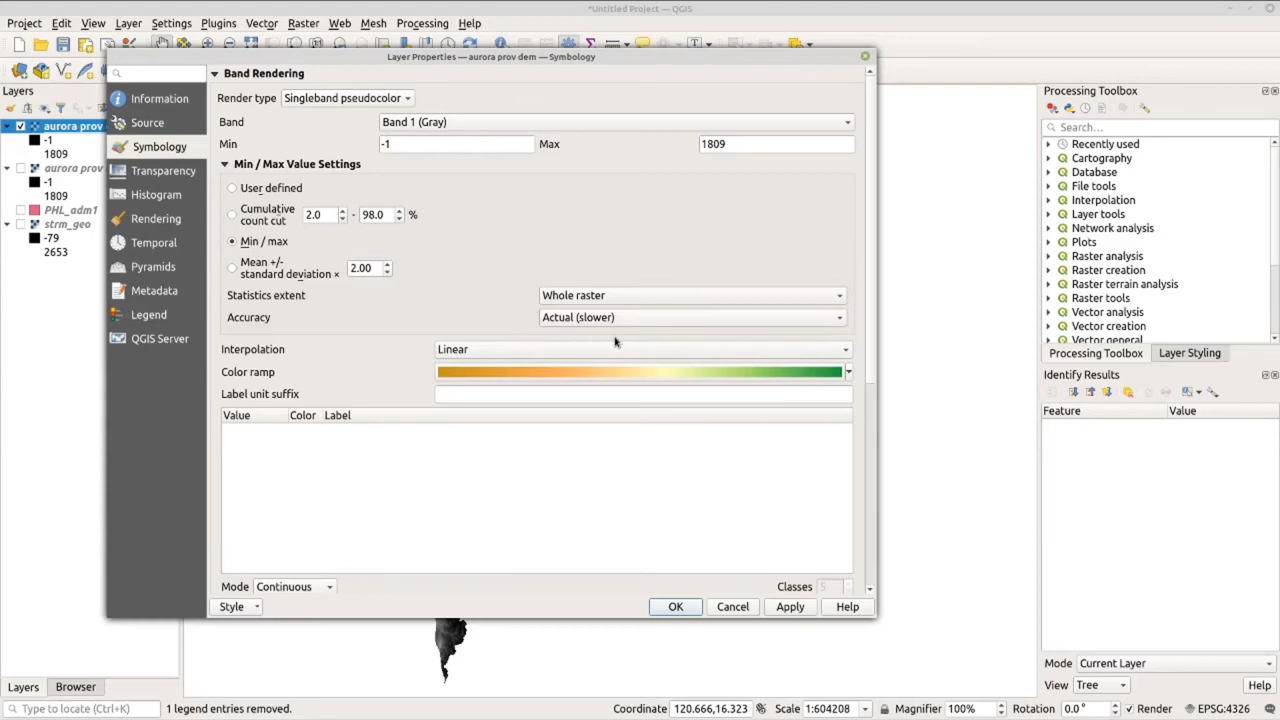 *Untitled Project — QGIS
Project Edit View Layer Settings Plugins Vector Raster Web Mesh Processing Help
Layer Properties — aurora prov dem — Symbology
Layers
aurora prov
-1
1809
aurora prov
-1
1809
PHL_adm1
strm_geo
-79
2653
Information
Source
Symbology
Transparency
Histogram
Rendering
Temporal
Pyramids
Metadata
Legend
QGIS Server
Band Rendering
Render type Singleband pseudocolor
Band Band 1 (Gray)
Min -1 Max 1809
Min / Max Value Settings
User defined
Cumulative
count cut 2.0 - 98.0 %
Min / max
Mean +/-
standard deviation × 2.00
Statistics extent Whole raster
Accuracy Actual (slower)
Interpolation Linear
Color ramp
Label unit suffix
Value Color Label
Mode Continuous Classes 5
Style OK Cancel Apply Help
Processing Toolbox
Search...
Recently used
Cartography
Database
File tools
Interpolation
Layer tools
Network analysis
Plots
Raster analysis
Raster creation
Raster terrain analysis
Raster tools
Vector analysis
Vector creation
Vector general
Processing Toolbox Layer Styling
Identify Results
Feature Value
Mode Current Layer
View Tree Help
Layers Browser
Type to locate (Ctrl+K) 1 legend entries removed. Coordinate 120.666,16.323 Scale 1:604208 Magnifier 100% Rotation 0.0 ° Render EPSG:4326